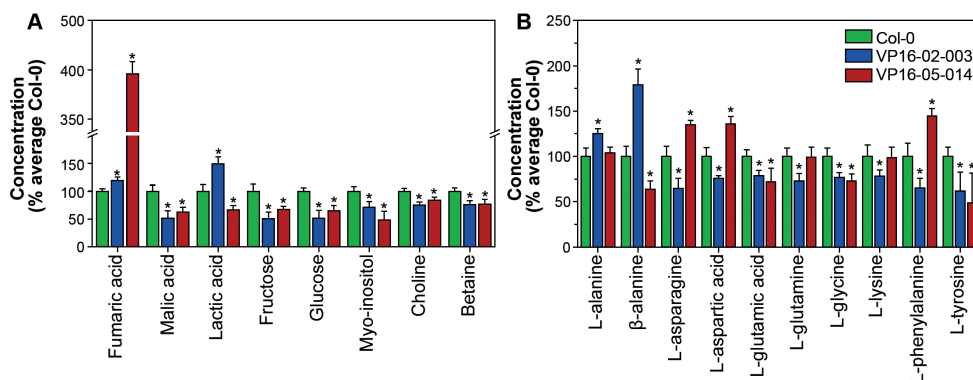 A
Concentration
(% average Col-0)
500
400
350
150
100
50
0
Fumaric acid
Malic acid
Lactic acid
Fructose
Glucose
Myo-inositol
Choline
Betaine
B
Concentration
(% average Col-0)
250
200
150
100
50
0
Col-0
VP16-02-003
VP16-05-014
L-alanine
β-alanine
L-asparagine
L-aspartic acid
L-glutamic acid
L-glutamine
L-glycine
L-lysine
L-phenylalanine
L-tyrosine